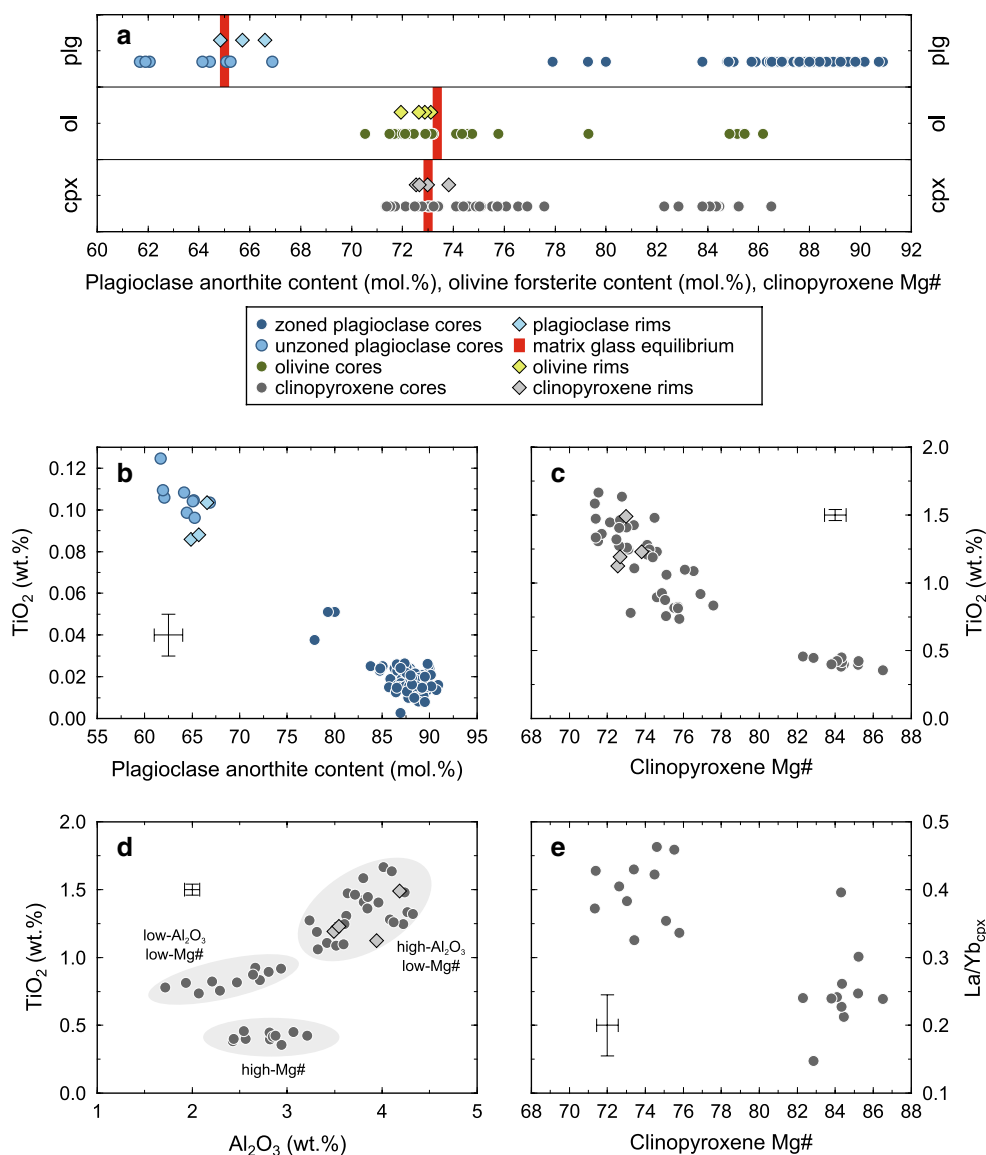 a
plg
ol
cpx
plg
ol
cpx
60 62 64 66 68 70 72 74 76 78 80 82 84 86 88 90 92
Plagioclase anorthite content (mol.%), olivine forsterite content (mol.%), clinopyroxene Mg#
zoned plagioclase cores
unzoned plagioclase cores
olivine cores
clinopyroxene cores
plagioclase rims
matrix glass equilibrium
olivine rims
clinopyroxene rims
b
TiO2 (wt.%)
0.12
0.10
0.08
0.06
0.04
0.02
0.00
55 60 65 70 75 80 85 90 95
Plagioclase anorthite content (mol.%)
c
2.0
1.5
1.0
0.5
0.0
TiO2 (wt.%)
68 70 72 74 76 78 80 82 84 86 88
Clinopyroxene Mg#
d
TiO2 (wt.%)
2.0
1.5
1.0
0.5
0.0
low-Al2O3
low-Mg#
high-Al2O3
low-Mg#
high-Mg#
1 2 3 4 5
Al2O3 (wt.%)
e
0.5
0.4
0.3
0.2
0.1
La/Ybcpx
68 70 72 74 76 78 80 82 84 86 88
Clinopyroxene Mg#